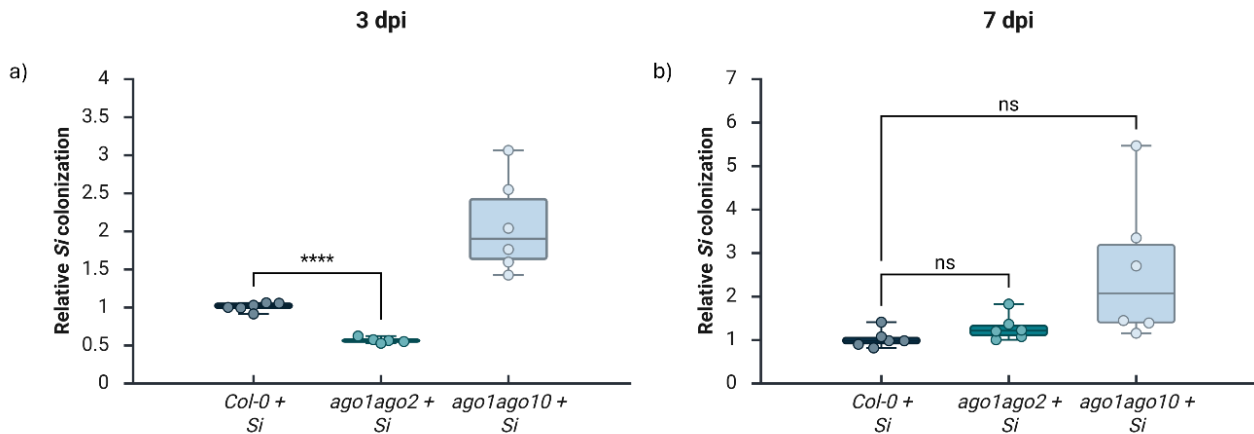 3 dpi
a)
Relative Si colonization
4
3.5
3
2.5
2
1.5
1
0.5
0
****
Col-0 +
Si
ago1ago2 +
Si
ago1ago10 +
Si
7 dpi
b)
Relative Si colonization
7
6
5
4
3
2
1
0
ns
ns
Col-0 +
Si
ago1ago2 +
Si
ago1ago10 +
Si